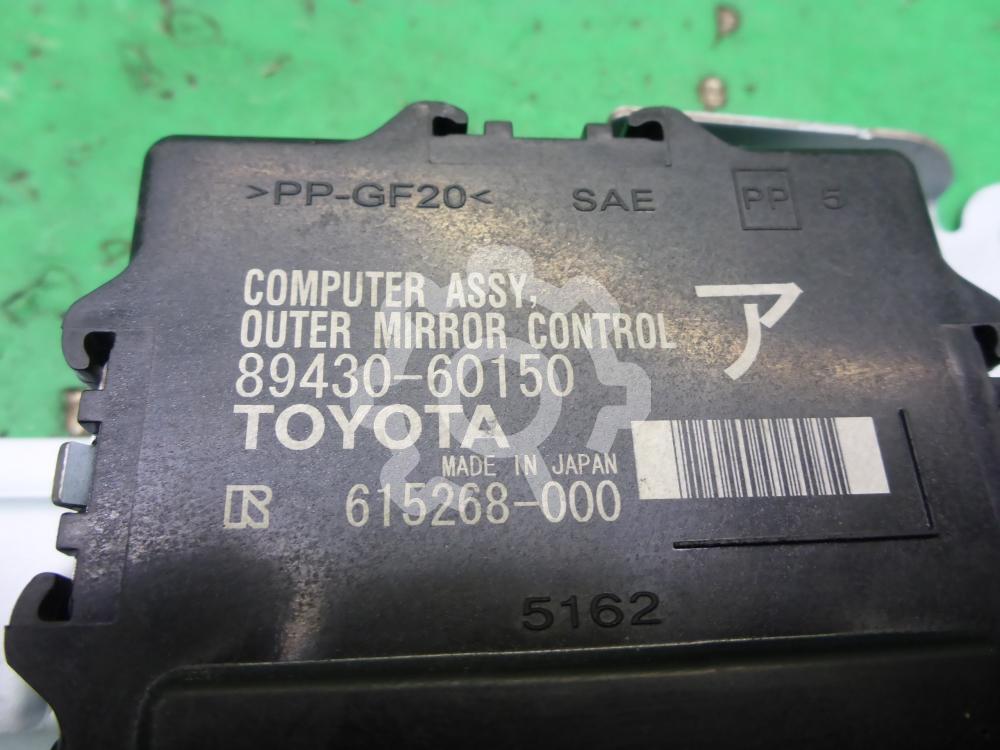 >PP-GF20< SAE PP 5
COMPUTER ASSY,
OUTER MIRROR CONTROL
ア
89430-60150
TOYOTA
MADE IN JAPAN
R 615268-000
5162